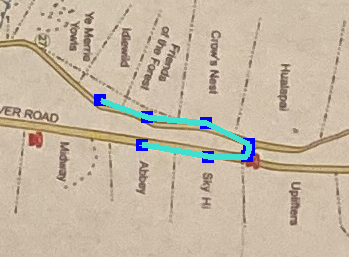 Ye Merrie
Yowls
Idlewild
Friends
of the Forest
Crow's Nest
Hualapai
VER ROAD
Midway
Abbey
Sky Hi
Uplifters